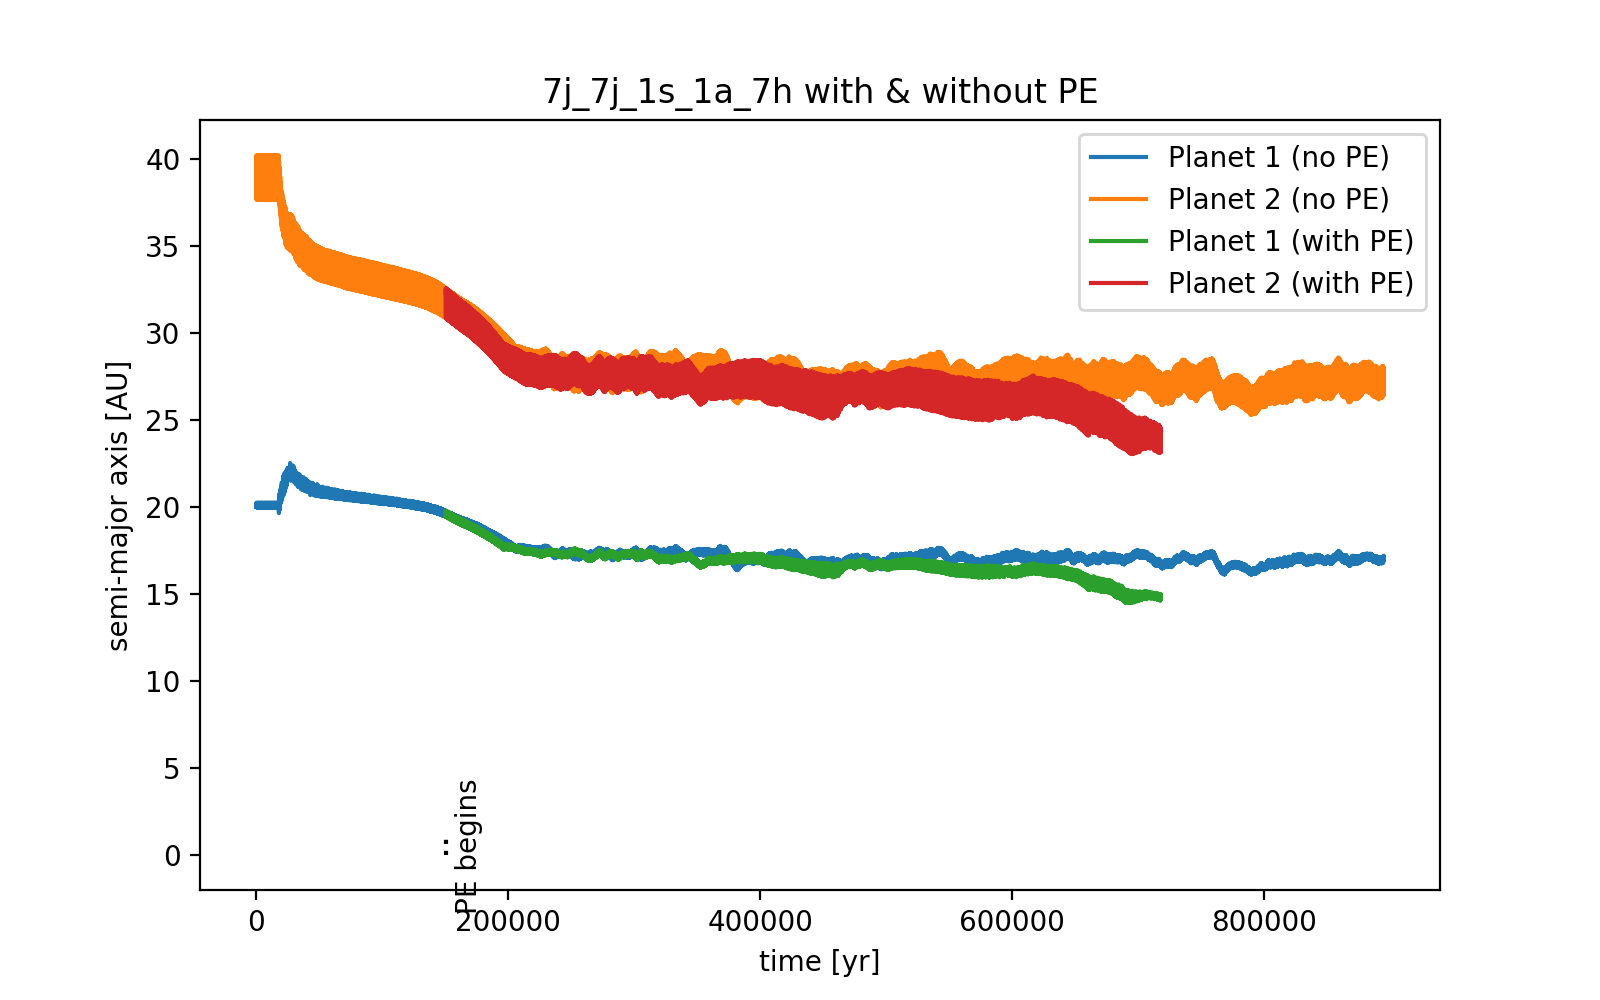 7j_7j_1s_1a_7h with & without PE
Planet 1 (no PE)
Planet 2 (no PE)
Planet 1 (with PE)
Planet 2 (with PE)
semi-major axis [AU]
40
35
30
25
20
15
10
5
0
PE begins
0
200000
400000
600000
800000
time [yr]